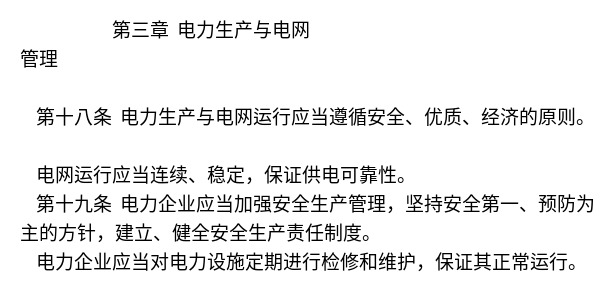 第三章 电力生产与电网
管理
第十八条 电力生产与电网运行应当遵循安全、优质、经济的原则。
电网运行应当连续、稳定，保证供电可靠性。
第十九条 电力企业应当加强安全生产管理，坚持安全第一、预防为
主的方针，建立、健全安全生产责任制度。
电力企业应当对电力设施定期进行检修和维护，保证其正常运行。